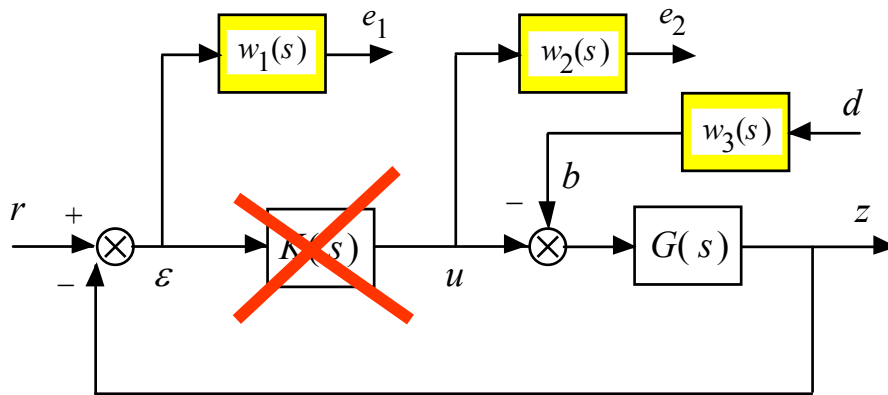 e1
e2
w1(s)
w2(s)
w3(s)
d
b
r
+
−
−
z
K(s)
G(s)
ε
u